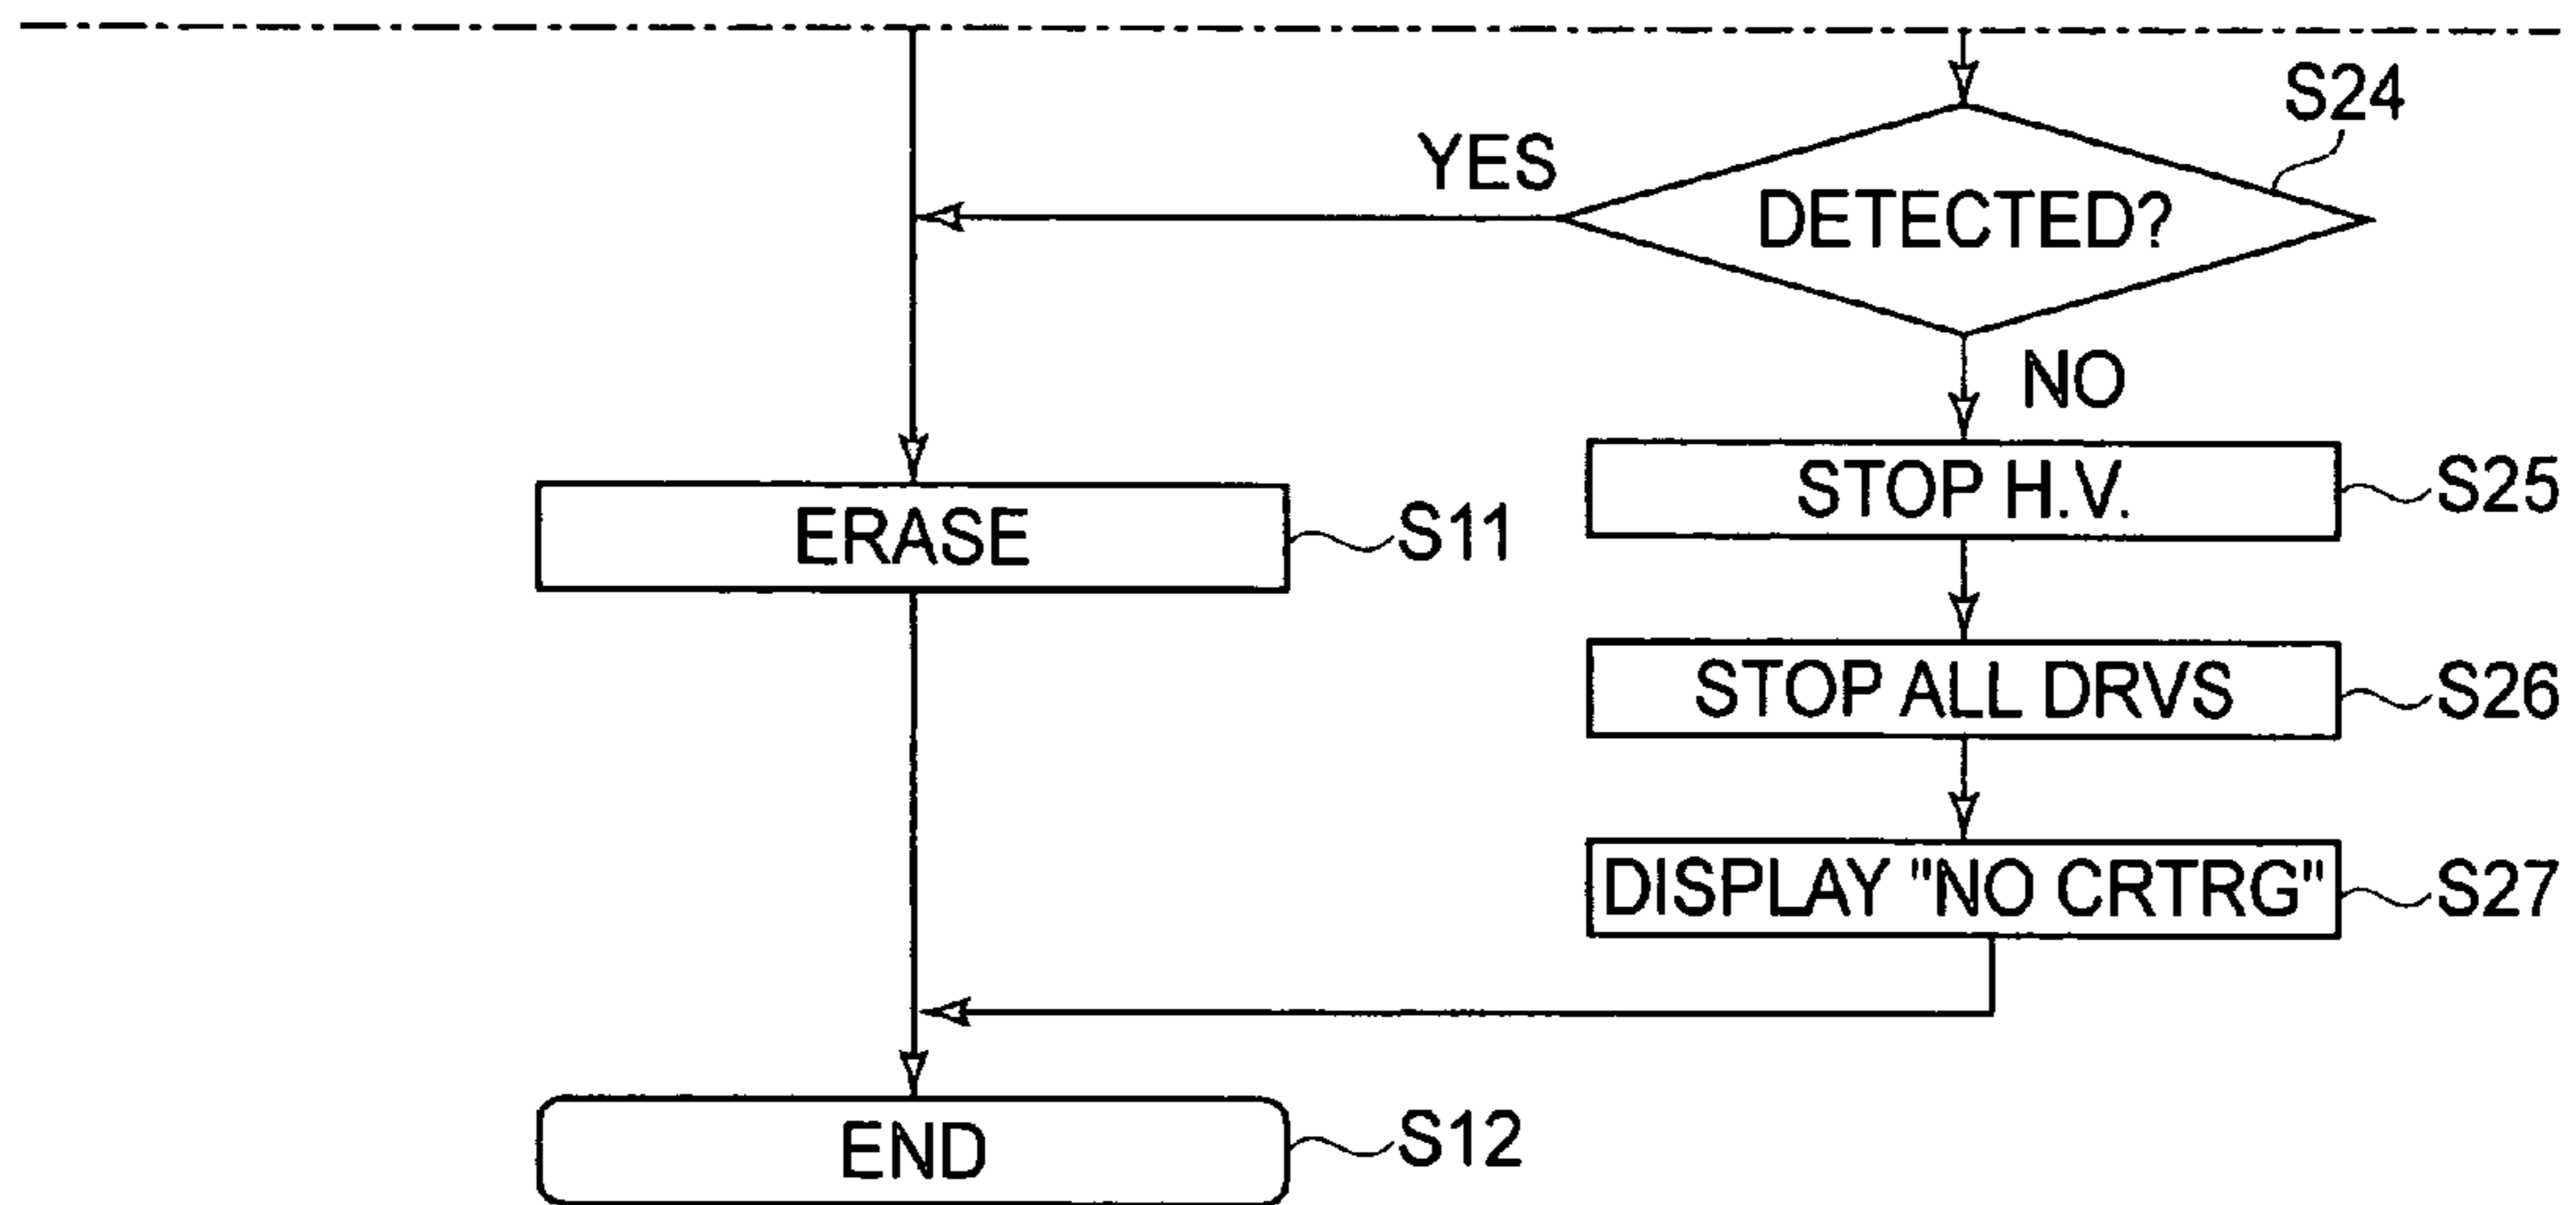 S24
YES
DETECTED?
NO
STOP H.V.
S25
ERASE
S11
STOP ALL DRVS
S26
DISPLAY "NO CRTRG"
S27
END
S12